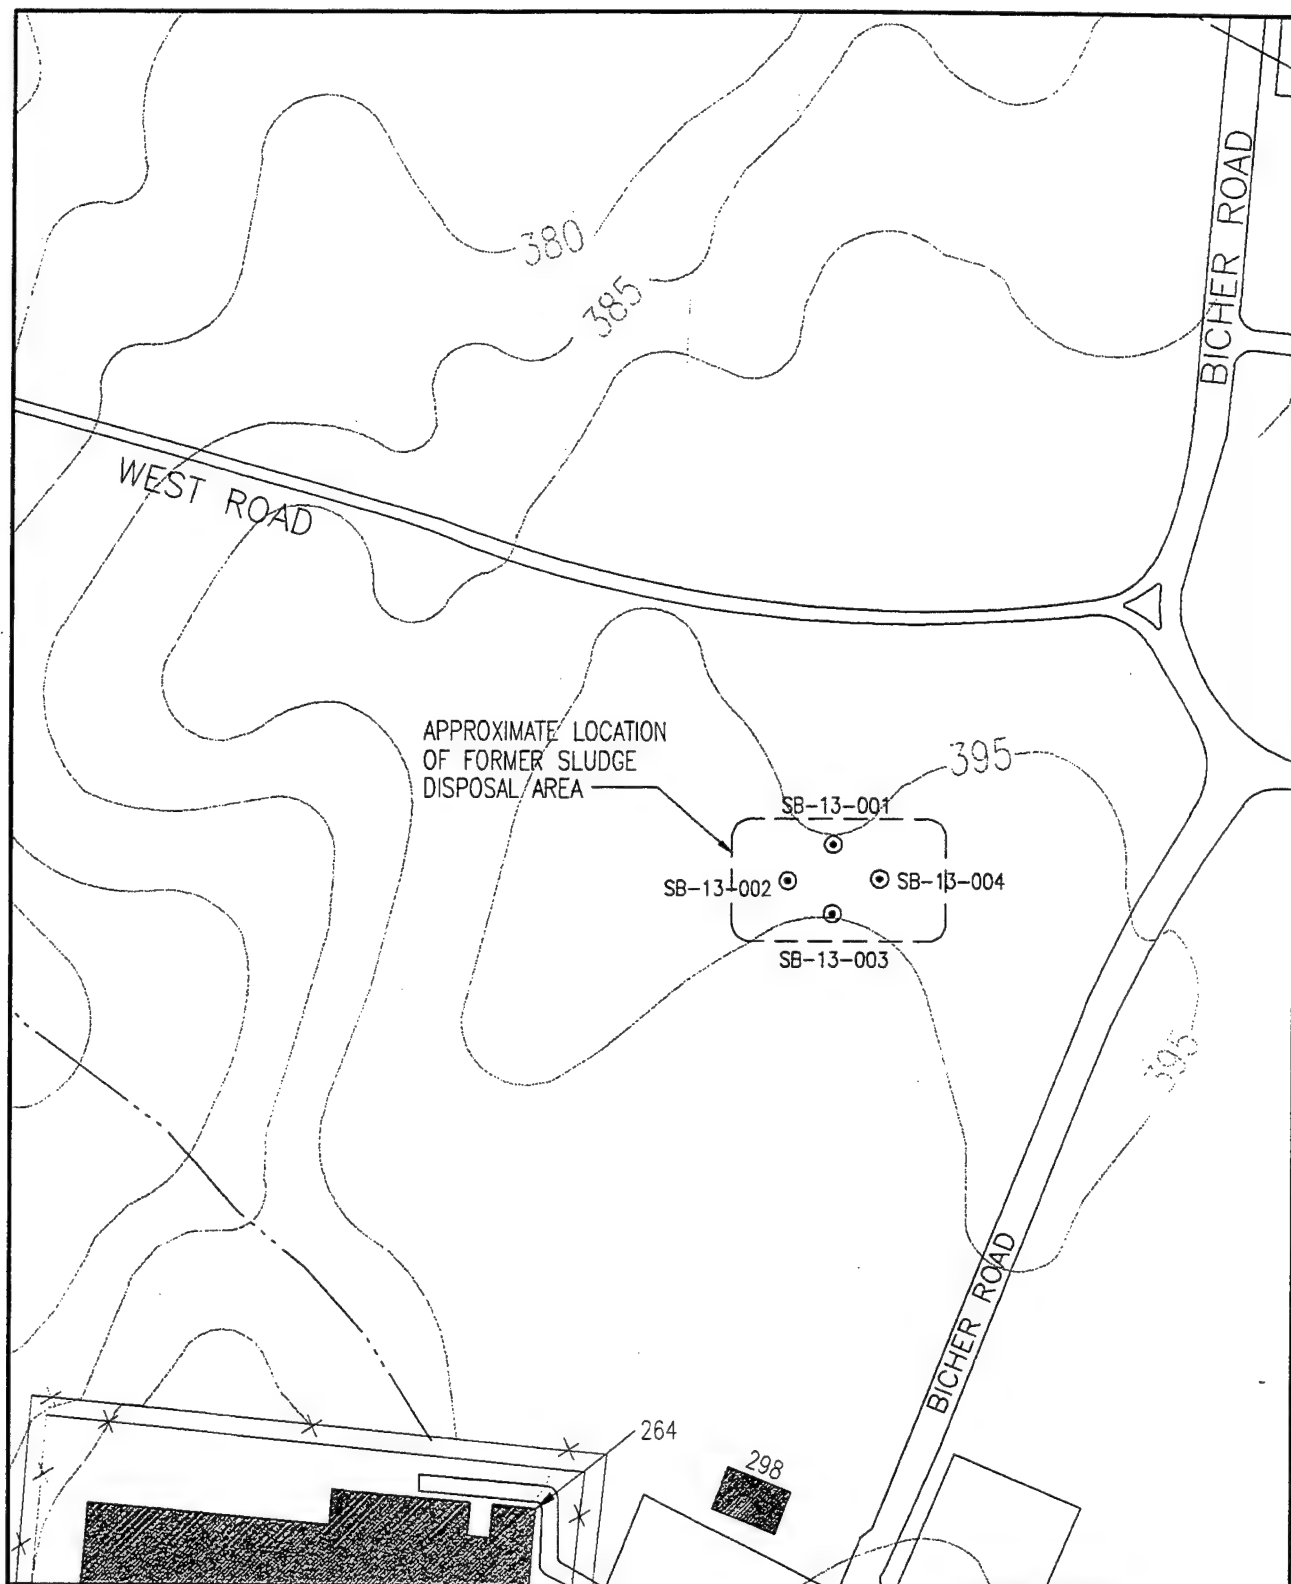 BICHER ROAD
380
385
WEST ROAD
APPROXIMATE LOCATION
OF FORMER SLUDGE
DISPOSAL AREA
395
SB-13-001
SB-13-002
SB-13-004
SB-13-003
395
BICHER ROAD
264
298